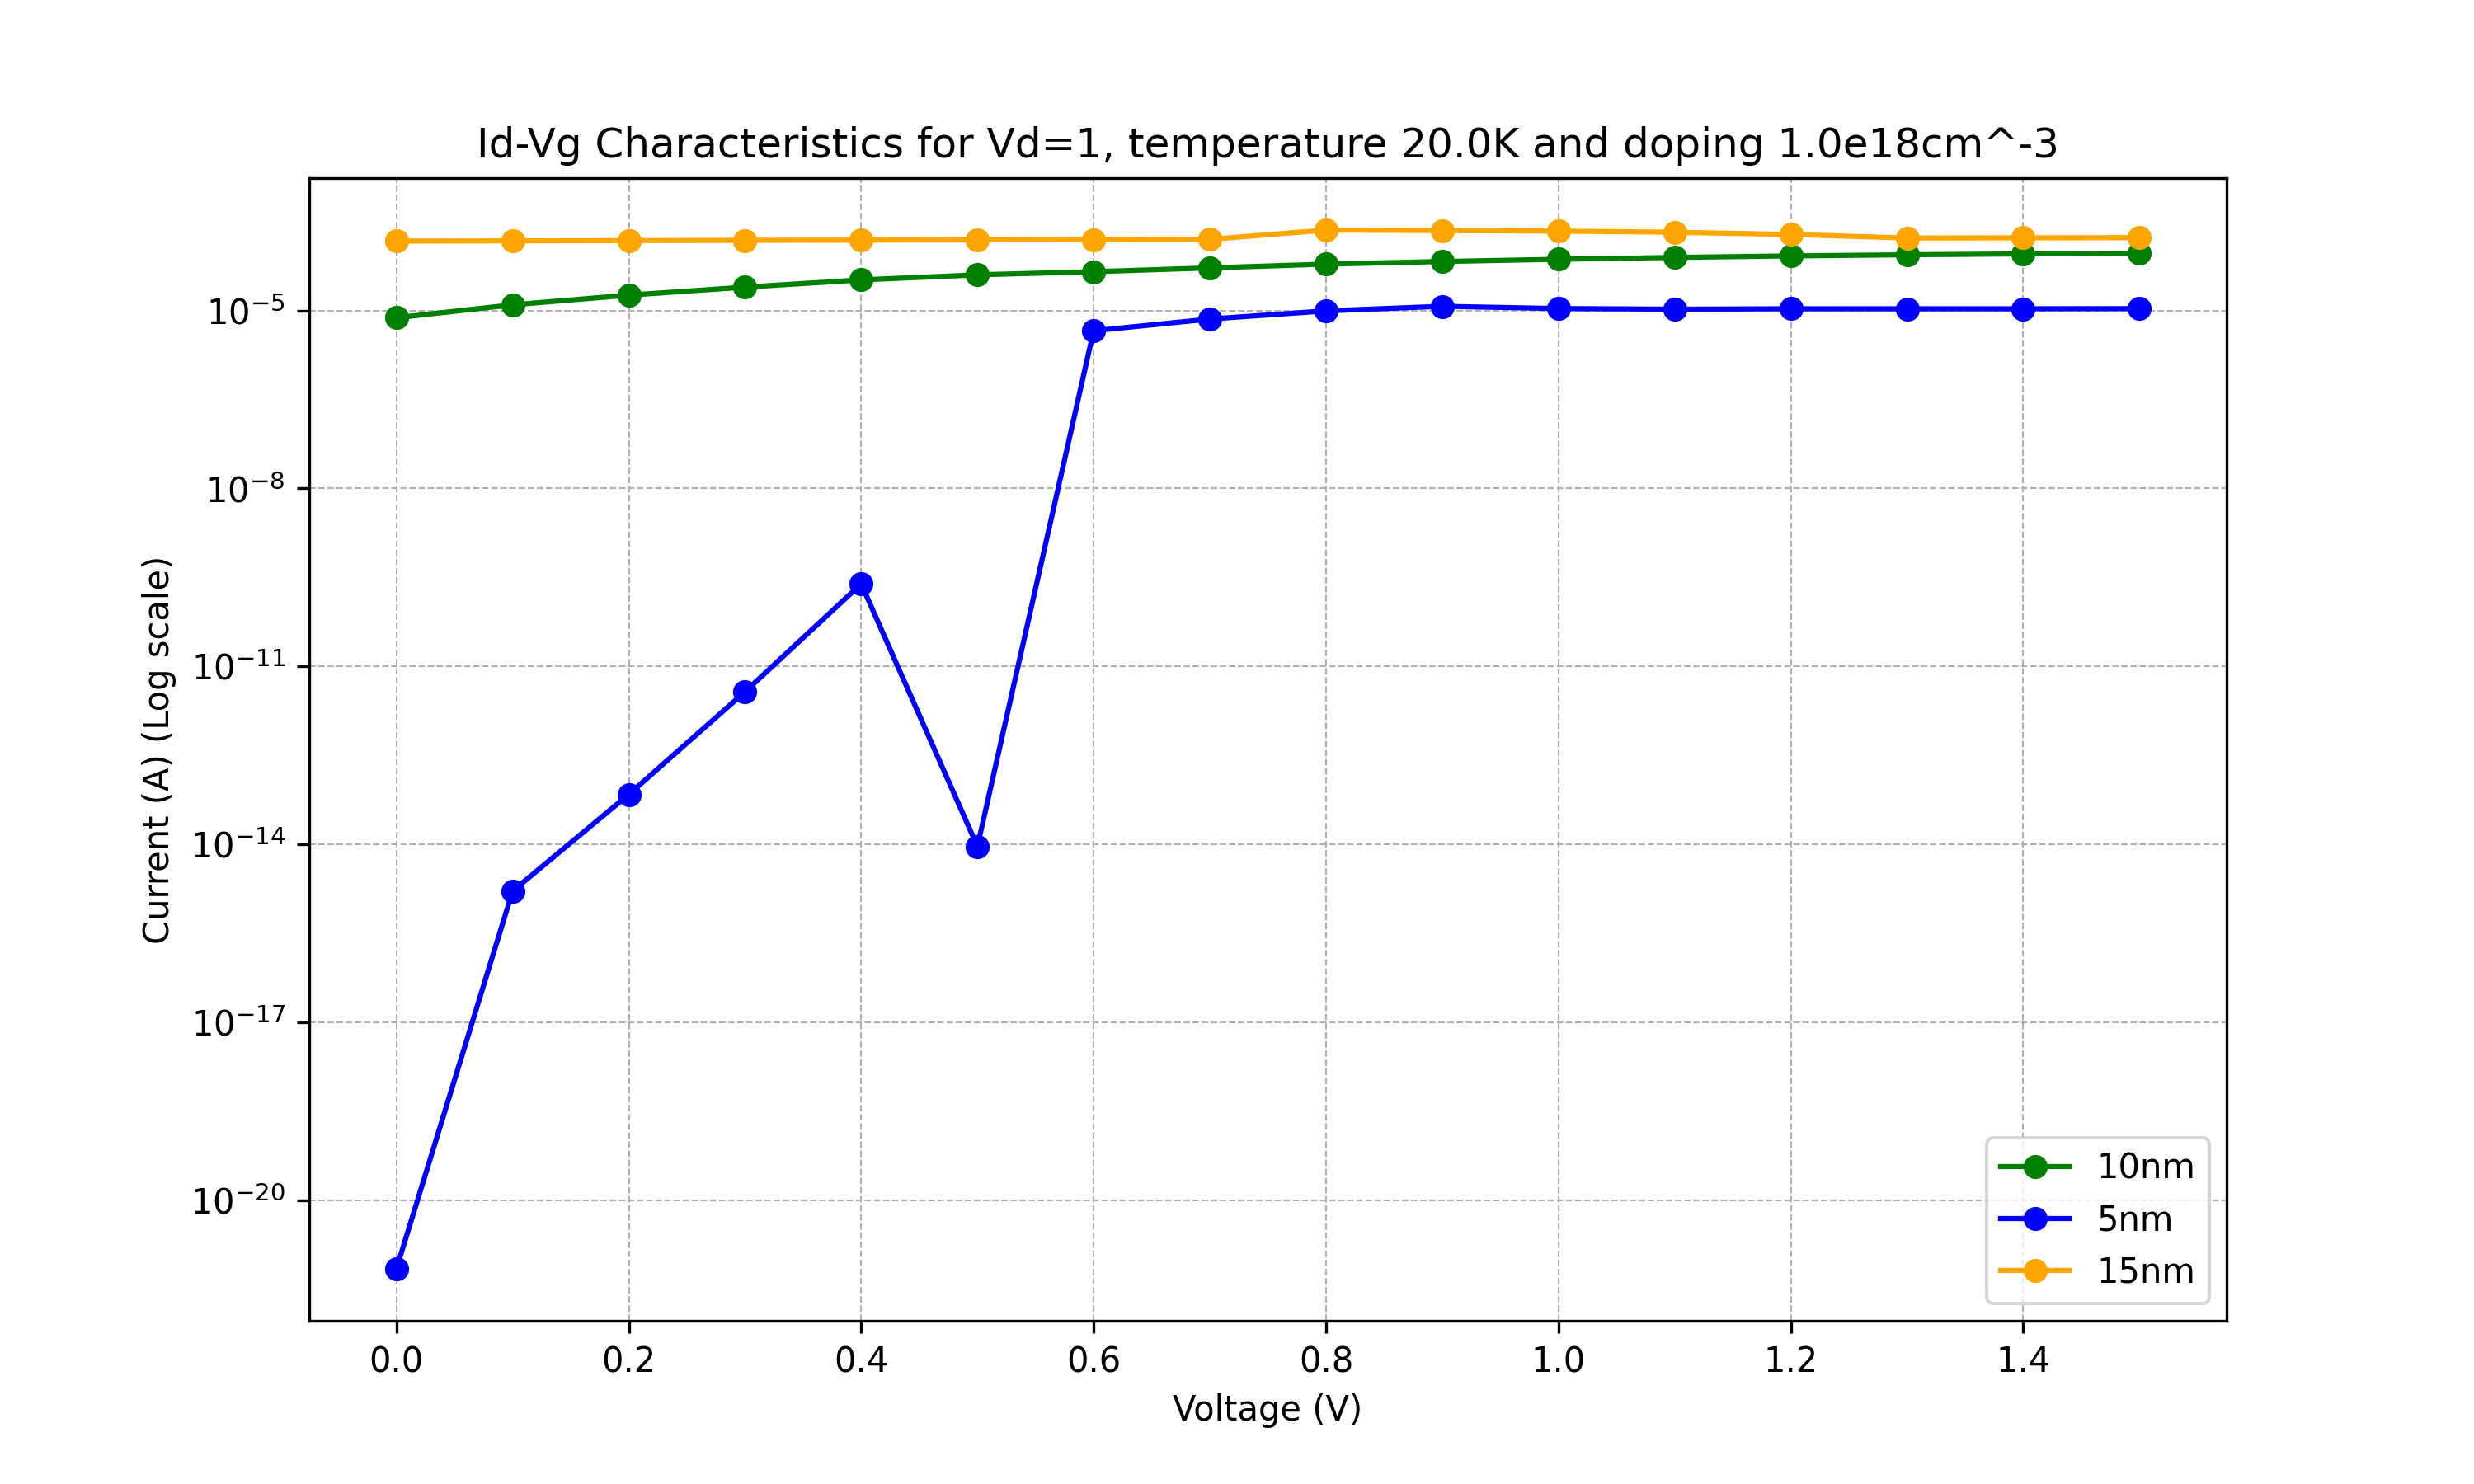 Id-Vg Characteristics for Vd=1, temperature 20.0K and doping 1.0e18cm^-3
Current (A) (Log scale)
10⁻⁵
10⁻⁸
10⁻¹¹
10⁻¹⁴
10⁻¹⁷
10⁻²⁰
10nm
5nm
15nm
0.0 0.2 0.4 0.6 0.8 1.0 1.2 1.4
Voltage (V)